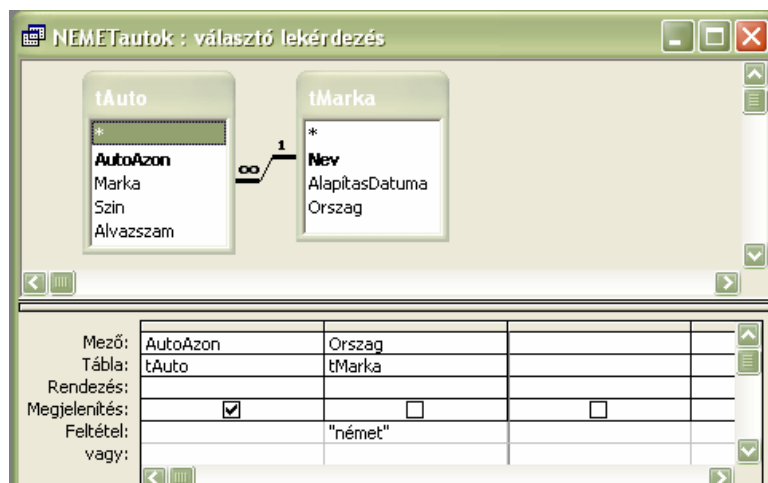 NEMETautok : választó lekérdezés
tAuto
*
AutoAzon
Marka
Szin
Alvazszam
∞
1
tMarka
*
Nev
AlapításDatuma
Orszag
Mező: AutoAzon Orszag
Tábla: tAuto tMarka
Rendezés:
Megjelenítés:
Feltétel: "német"
vagy: